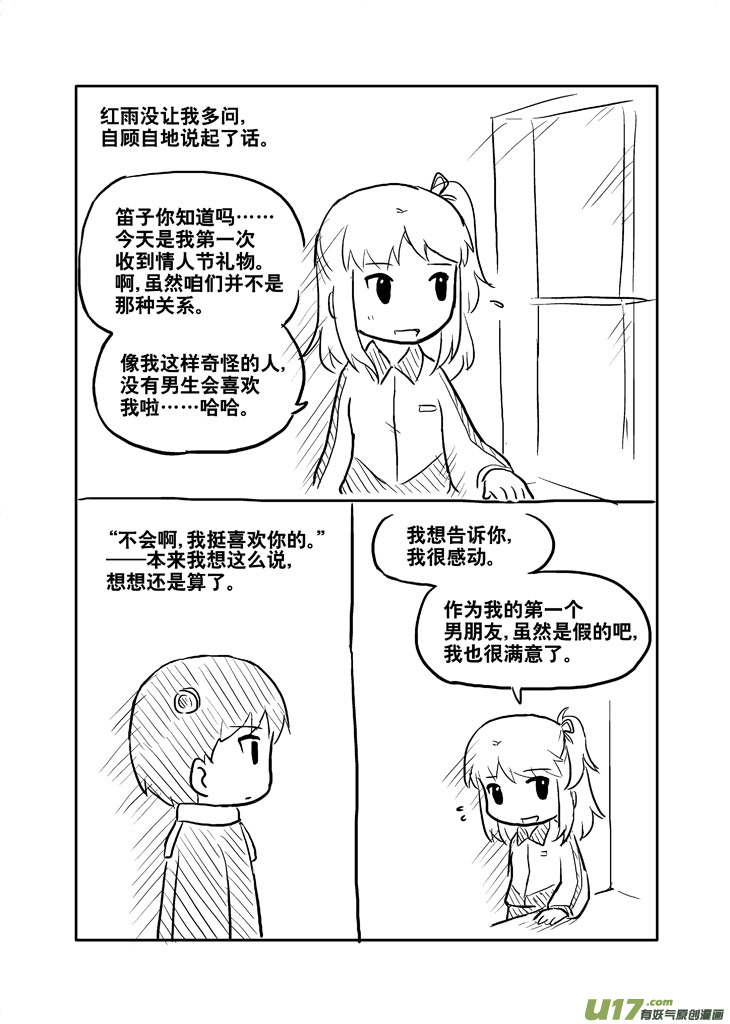 红雨没让我多问，
自顾自地说起了话。
笛子你知道吗……
今天是我第一次
收到情人节礼物。
啊，虽然咱们并不是
那种关系。
像我这样奇怪的人，
没有男生会喜欢
我啦……哈哈。
“不会啊，我挺喜欢你的。”
——本来我想这么说，
想想还是算了。
我想告诉你，
我很感动。
作为我的第一个
男朋友，虽然是假的吧，
我也很满意了。
U17.com
有妖气原创漫画